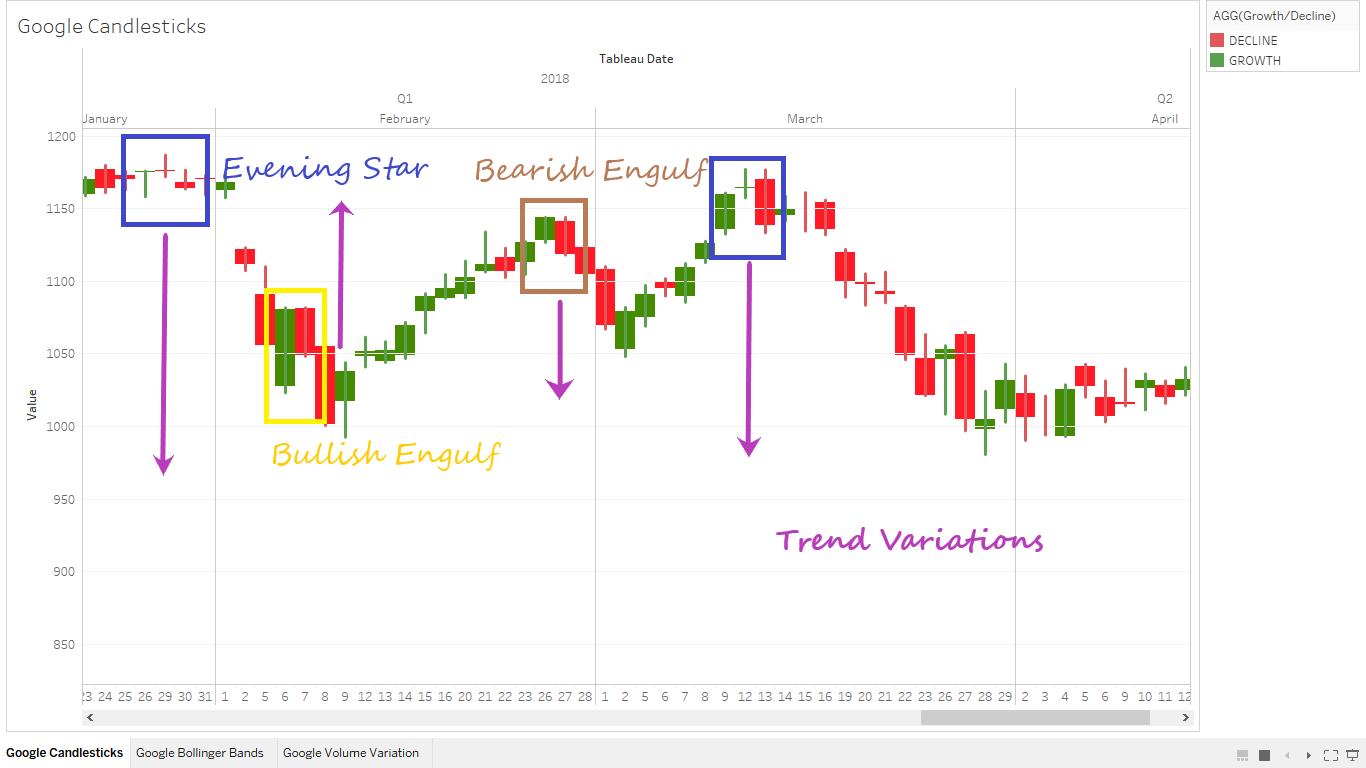 Google Candlesticks
AGG(Growth/Decline)
DECLINE
GROWTH
Tableau Date
2018
Q1 Q2
January February March April
1200
1150
1100
1050
1000
950
900
850
Value
Evening Star
Bearish Engulf
Bullish Engulf
Trend Variations
23 24 25 26 29 30 31 1 2 5 6 7 8 9 12 13 14 15 16 20 21 22 23 26 27 28 1 2 5 6 7 8 9 12 13 14 15 16 19 20 21 22 23 26 27 28 29 2 3 4 5 6 9 10 11 12
Google Candlesticks Google Bollinger Bands Google Volume Variation